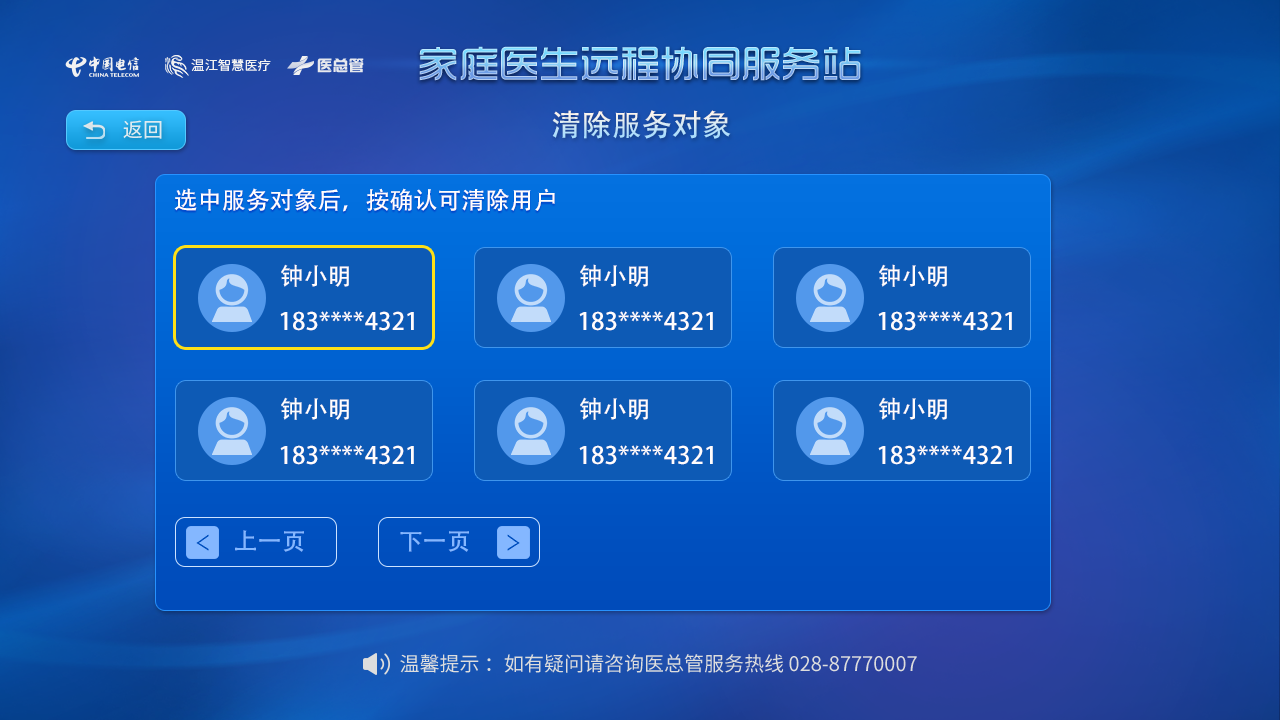 中国电信
CHINA TELECOM
温江智慧医疗
医总管
家庭医生远程协同服务站
返回
清除服务对象
选中服务对象后，按确认可清除用户
钟小明
183****4321
钟小明
183****4321
钟小明
183****4321
钟小明
183****4321
钟小明
183****4321
钟小明
183****4321
< 上一页
下一页 >
温馨提示：如有疑问请咨询医总管服务热线 028-87770007